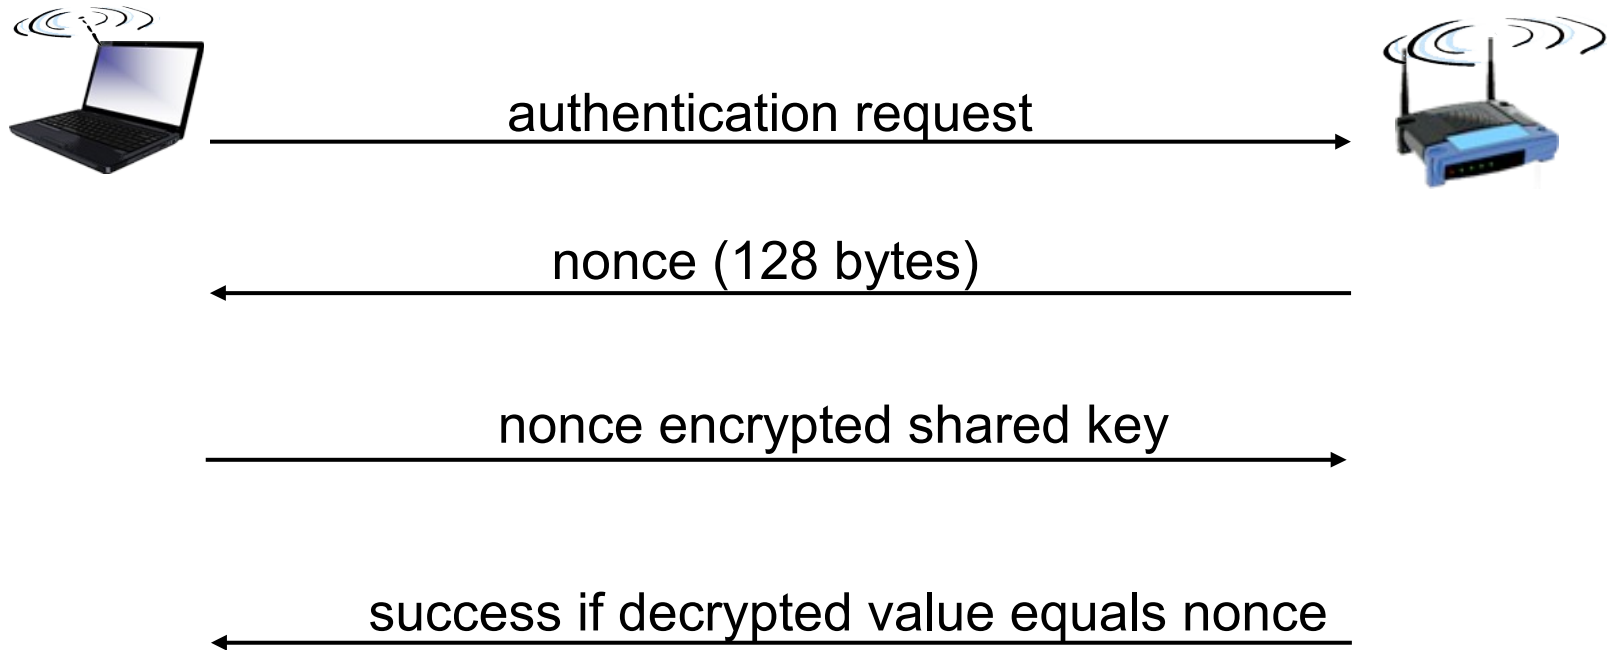 authentication request
nonce (128 bytes)
nonce encrypted shared key
success if decrypted value equals nonce